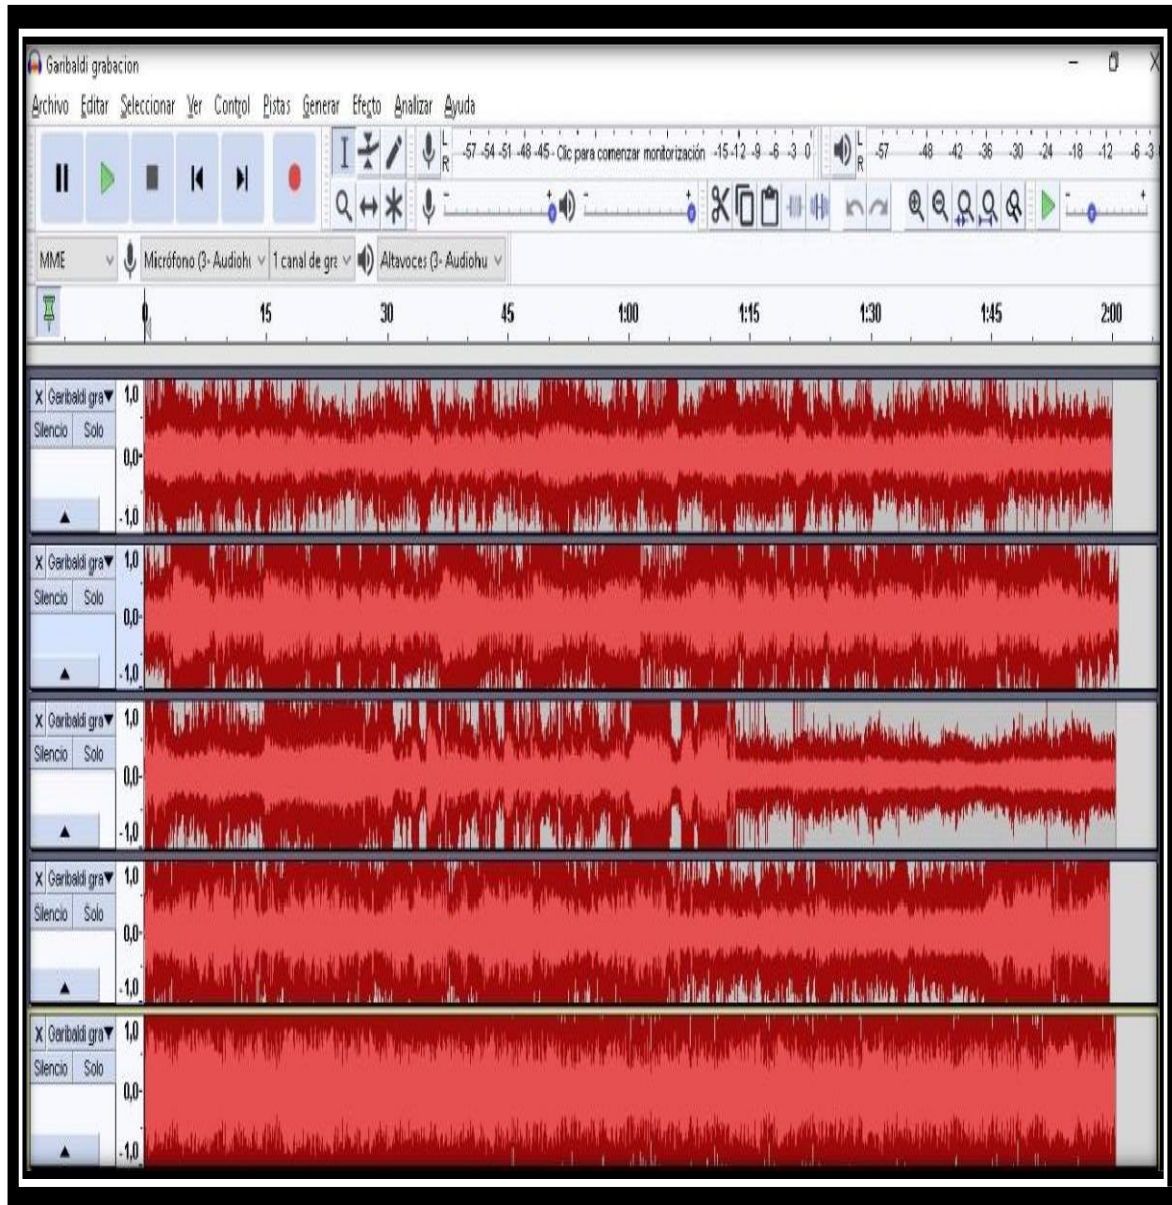 Garibaldi grabacion
Archivo Editar Seleccionar Ver Control Pistas Generar Efecto Analizar Ayuda
L
R
-57 -54 -51 -48 -45 - Clic para comenzar monitorización -15 -12 -9 -6 -3 0
L
R
-57 -48 -42 -36 -30 -24 -18 -12 -6 -3
MME Micrófono (3- Audiohu 1 canal de gra Altavoces (3- Audiohu
0 15 30 45 1:00 1:15 1:30 1:45 2:00
X Garibaldi gra▼ 1,0
Silencio Solo
0,0-
▲ -1,0
X Garibaldi gra▼ 1,0
Silencio Solo
0,0-
▲ -1,0
X Garibaldi gra▼ 1,0
Silencio Solo
0,0-
▲ -1,0
X Garibaldi gra▼ 1,0
Silencio Solo
0,0-
▲ -1,0
X Garibaldi gra▼ 1,0
Silencio Solo
0,0-
▲ -1,0